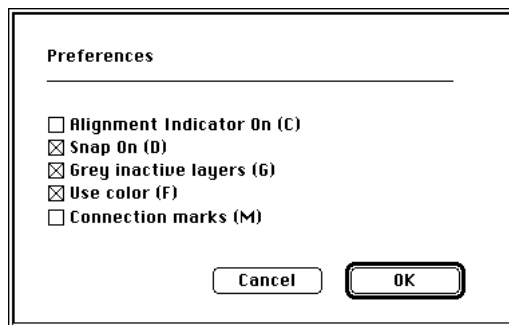 Preferences
Alignment Indicator On (C)
Snap On (D)
Grey inactive layers (G)
Use color (F)
Connection marks (M)
Cancel OK